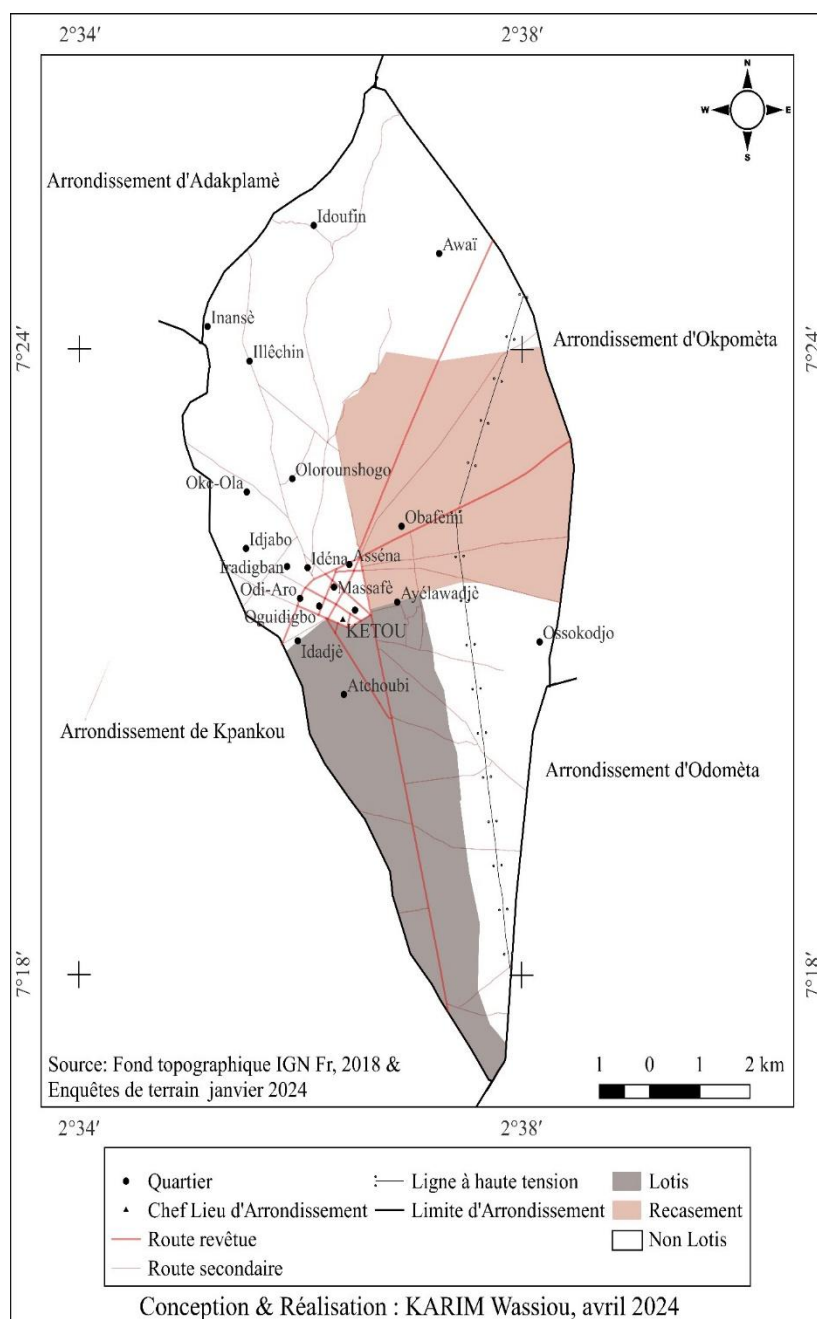 2°34′ 2°38′
N
W E
S
Arrondissement d'Adakplamè
Idoufin
Awaï
Inansè
7°24′ 7°24′
Arrondissement d'Okpomèta
Illêchin
Olorounshogo
Oke-Ola
Obafèmi
Idjabo
Iradigban Idéna Asséna
Odi-Aro Massafè Ayélawadjè
Oguidigbo
KETOU
Idadjè
Ossokodjo
Atchoubi
Arrondissement de Kpankou
Arrondissement d'Odomèta
7°18′ 7°18′
Source: Fond topographique IGN Fr, 2018 &
Enquêtes de terrain janvier 2024
1 0 1 2 km
2°34′ 2°38′
Quartier
Chef Lieu d'Arrondissement
Route revêtue
Route secondaire
Ligne à haute tension
Limite d'Arrondissement
Lotis
Recasement
Non Lotis
Conception & Réalisation : KARIM Wassiou, avril 2024